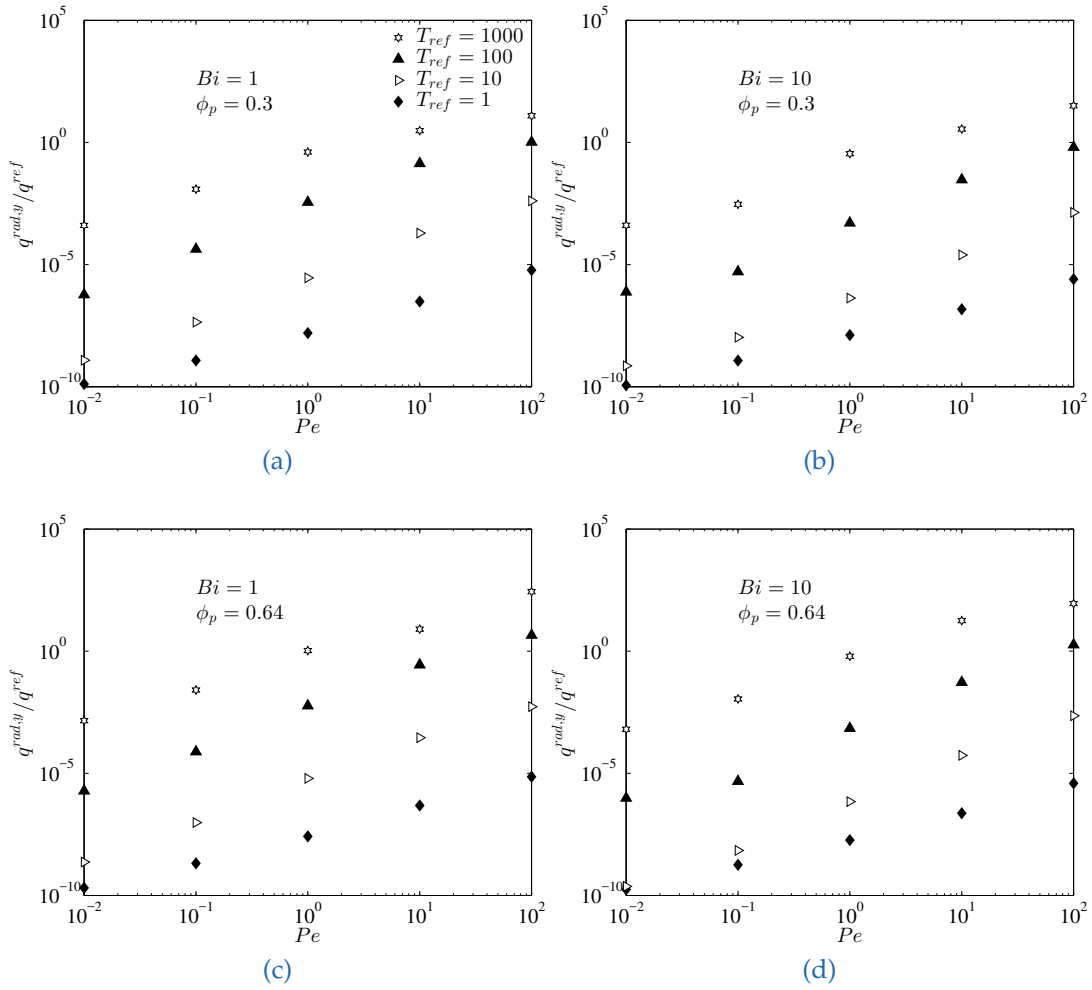 10^5
10^0
10^-5
10^-10
q^{rad,y}/q^{ref}
T_ref = 1000
T_ref = 100
T_ref = 10
T_ref = 1
Bi = 1
ϕ_p = 0.3
10^-2 10^-1 10^0 10^1 10^2
Pe
(a)
10^5
10^0
10^-5
10^-10
q^{rad,y}/q^{ref}
Bi = 10
ϕ_p = 0.3
10^-2 10^-1 10^0 10^1 10^2
Pe
(b)
10^5
10^0
10^-5
10^-10
q^{rad,y}/q^{ref}
Bi = 1
ϕ_p = 0.64
10^-2 10^-1 10^0 10^1 10^2
Pe
(c)
10^5
10^0
10^-5
10^-10
q^{rad,y}/q^{ref}
Bi = 10
ϕ_p = 0.64
10^-2 10^-1 10^0 10^1 10^2
Pe
(d)